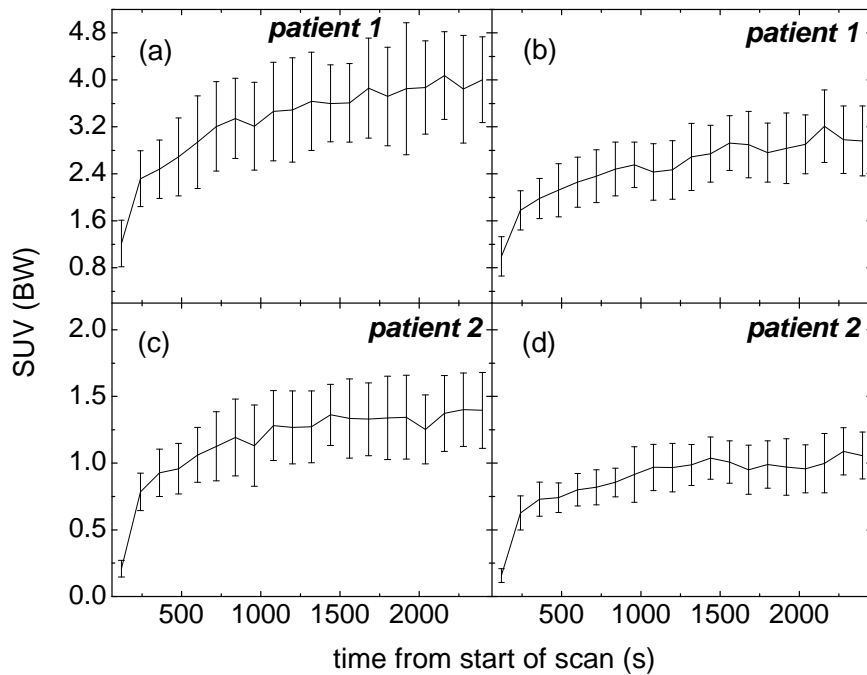 patient 1
patient 1
(a)
(b)
4.8
4.0
3.2
2.4
1.6
0.8
SUV (BW)
patient 2
patient 2
(c)
(d)
2.0
1.5
1.0
0.5
0.0
500 1000 1500 2000 500 1000 1500 2000
time from start of scan (s)